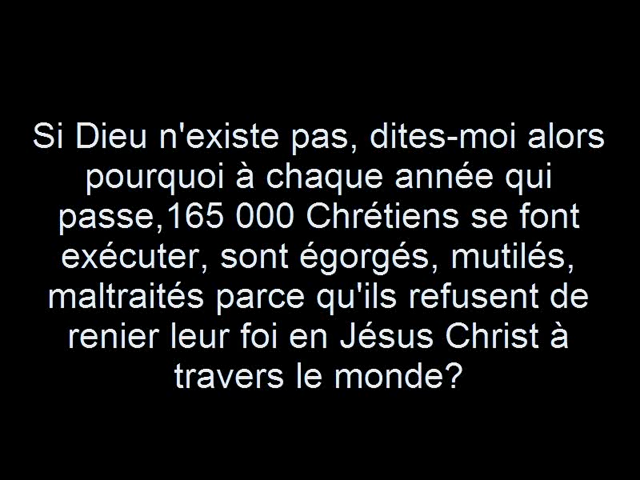 Si Dieu n'existe pas, dites-moi alors
pourquoi à chaque année qui
passe,165 000 Chrétiens se font
exécuter, sont égorgés, mutilés,
maltraités parce qu'ils refusent de
renier leur foi en Jésus Christ à
travers le monde?